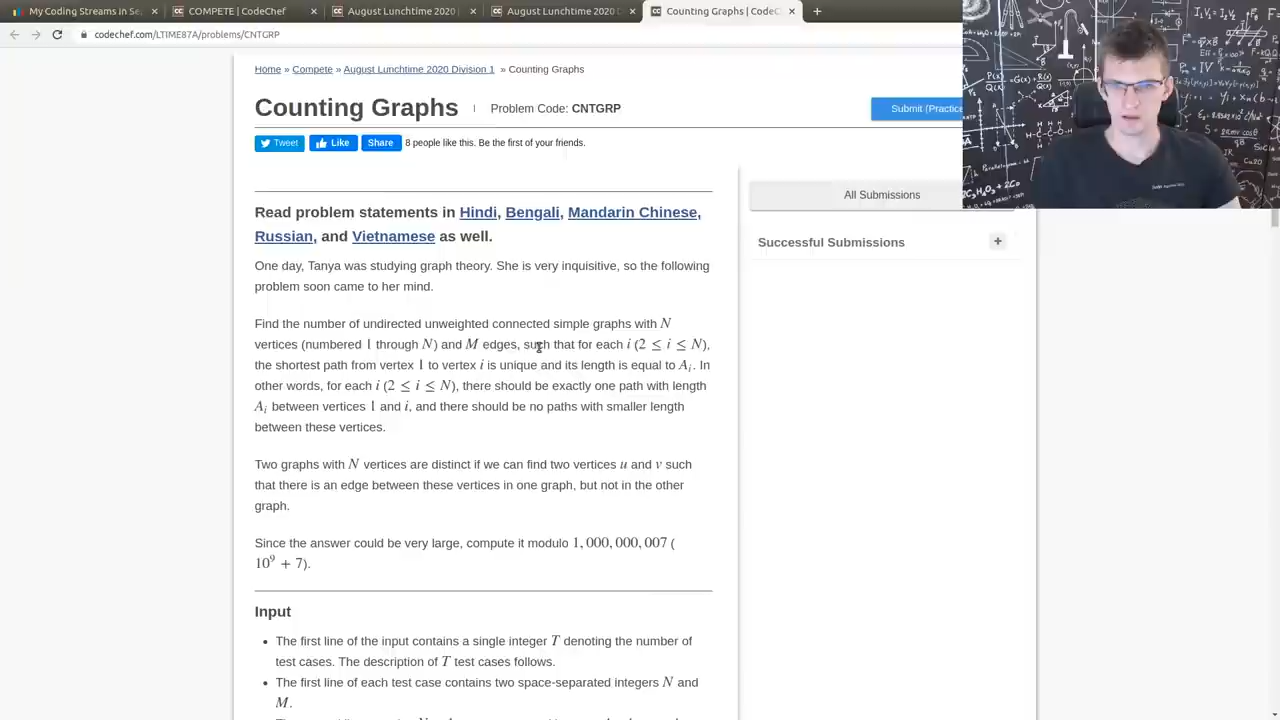 My Coding Streams in Se
COMPETE | CodeChef
August Lunchtime 2020
August Lunchtime 2020 D
Counting Graphs | CodeC
codechef.com/LTIME87A/problems/CNTGRP
Home » Compete » August Lunchtime 2020 Division 1 » Counting Graphs
Counting Graphs
Problem Code: CNTGRP
Submit (Practice
Tweet
Like
Share
8 people like this. Be the first of your friends.
All Submissions
Successful Submissions
+
Read problem statements in Hindi, Bengali, Mandarin Chinese,
Russian, and Vietnamese as well.
One day, Tanya was studying graph theory. She is very inquisitive, so the following
problem soon came to her mind.
Find the number of undirected unweighted connected simple graphs with N
vertices (numbered 1 through N) and M edges, such that for each i (2 ≤ i ≤ N),
the shortest path from vertex 1 to vertex i is unique and its length is equal to A_i. In
other words, for each i (2 ≤ i ≤ N), there should be exactly one path with length
A_i between vertices 1 and i, and there should be no paths with smaller length
between these vertices.
Two graphs with N vertices are distinct if we can find two vertices u and v such
that there is an edge between these vertices in one graph, but not in the other
graph.
Since the answer could be very large, compute it modulo 1,000,000,007 (
10^9 + 7).
Input
• The first line of the input contains a single integer T denoting the number of
test cases. The description of T test cases follows.
• The first line of each test case contains two space-separated integers N and
M.